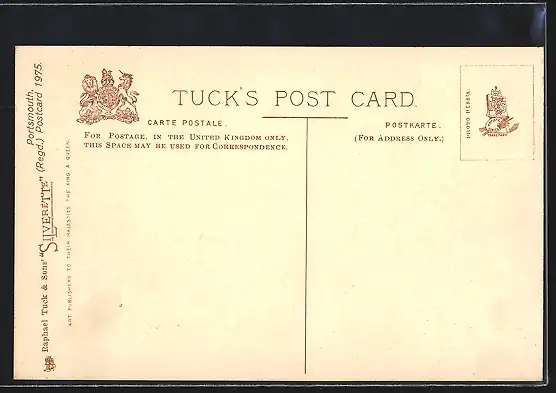 TUCK'S POST CARD.
CARTE POSTALE.
POSTKARTE.
FOR POSTAGE, IN THE UNITED KINGDOM ONLY,
THIS SPACE MAY BE USED FOR CORRESPONDENCE.
(FOR ADDRESS ONLY.)
Portsmouth.
Raphael Tuck & Sons' "SILVERETTE" (Regd.) Postcard 1975.
ART PUBLISHERS TO THEIR MAJESTIES THE KING & QUEEN.